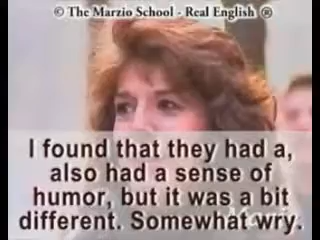 © The Marzio School - Real English ®
I found that they had a,
also had a sense of
humor, but it was a bit
different. Somewhat wry.